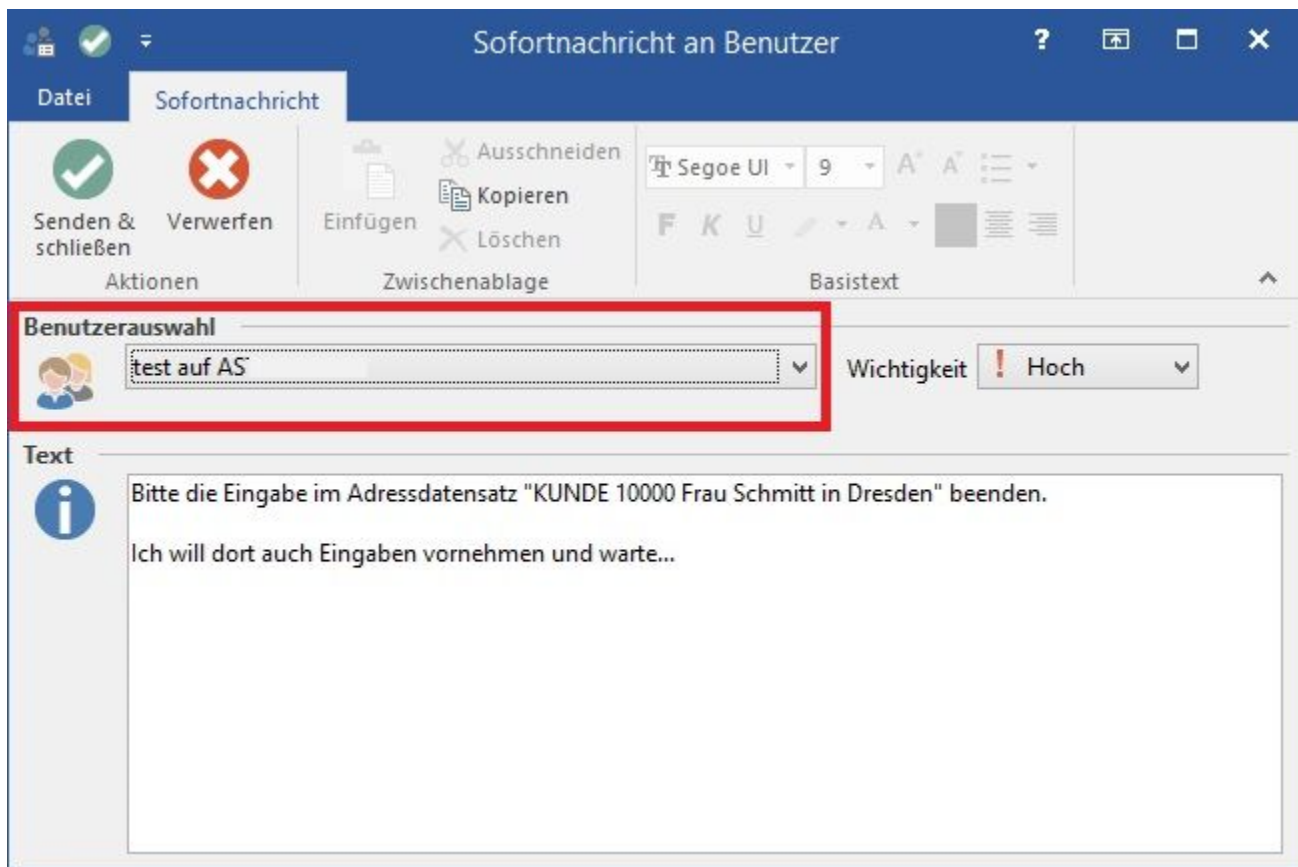 Sofortnachricht an Benutzer
?
Datei Sofortnachricht
Senden & schließen
Verwerfen
Einfügen
Ausschneiden
Kopieren
Löschen
Segoe UI 9 A A
F K U A
Aktionen Zwischenablage Basistext
Benutzerauswahl
test auf AS
Wichtigkeit ! Hoch
Text
Bitte die Eingabe im Adressdatensatz "KUNDE 10000 Frau Schmitt in Dresden" beenden.
Ich will dort auch Eingaben vornehmen und warte...